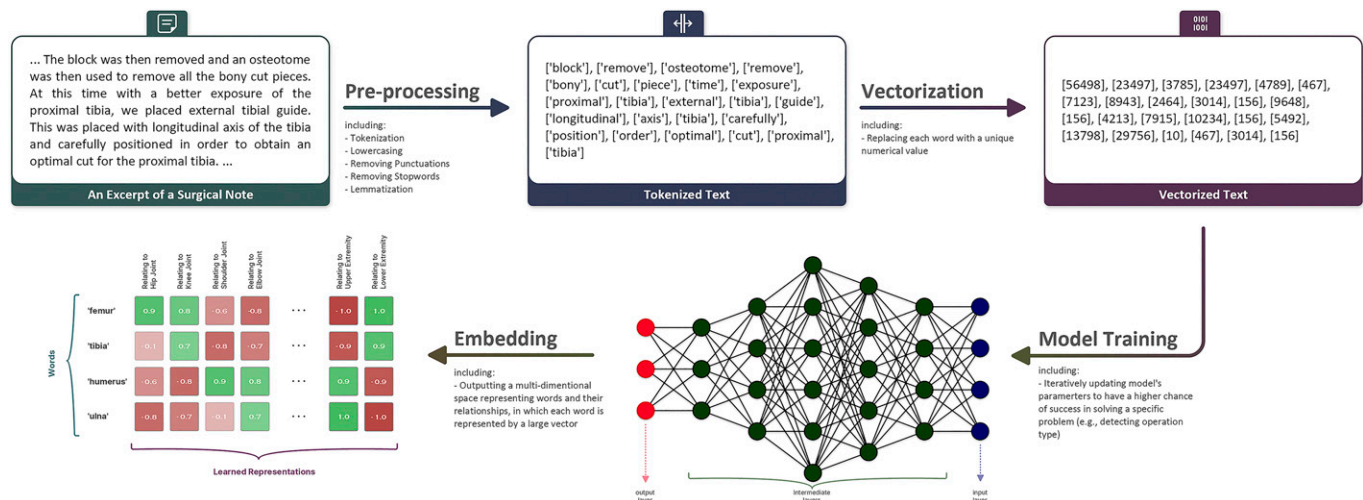 0101
1001
... The block was then removed and an osteotome
was then used to remove all the bony cut pieces.
At this time with a better exposure of the
proximal tibia, we placed external tibial guide.
This was placed with longitudinal axis of the tibia
and carefully positioned in order to obtain an
optimal cut for the proximal tibia. ...
An Excerpt of a Surgical Note
Pre-processing
including:
- Tokenization
- Lowercasing
- Removing Punctuations
- Removing Stopwords
- Lemmatization
['block'], ['remove'], ['osteotome'], ['remove'],
['bony'], ['cut'], ['piece'], ['time'], ['exposure'],
['proximal'], ['tibia'], ['external'], ['tibia'], ['guide'],
['longitudinal'], ['axis'], ['tibia'], ['carefully'],
['position'], ['order'], ['optimal'], ['cut'], ['proximal'],
['tibia']
Tokenized Text
Vectorization
including:
- Replacing each word with a unique
numerical value
[56498], [23497], [3785], [23497], [4789], [467],
[7123], [8943], [2464], [3014], [156], [9648],
[156], [4213], [7915], [10234], [156], [5492],
[13798], [29756], [10], [467], [3014], [156]
Vectorized Text
Model Training
including:
- Iteratively updating model's
paramerters to have a higher chance
of success in solving a specific
problem (e.g., detecting operation
type)
output
layer
intermediate
layers
input
layer
Embedding
including:
- Outputting a multi-dimentional
space representing words and their
relationships, in which each word is
represented by a large vector
Relating to
Hip Joint
Relating to
Knee Joint
Relating to
Shoulder Joint
Relating to
Elbow Joint
Relating to
Upper Extremity
Relating to
Lower Extremity
Words
'femur' 0.9 0.8 -0.6 -0.8 ... -1.0 1.0
'tibia' -0.1 0.7 -0.8 -0.7 ... -0.9 0.9
'humerus' -0.6 -0.8 0.9 0.8 ... 0.9 -0.9
'ulna' -0.8 -0.7 -0.1 0.7 ... 1.0 -1.0
Learned Representations